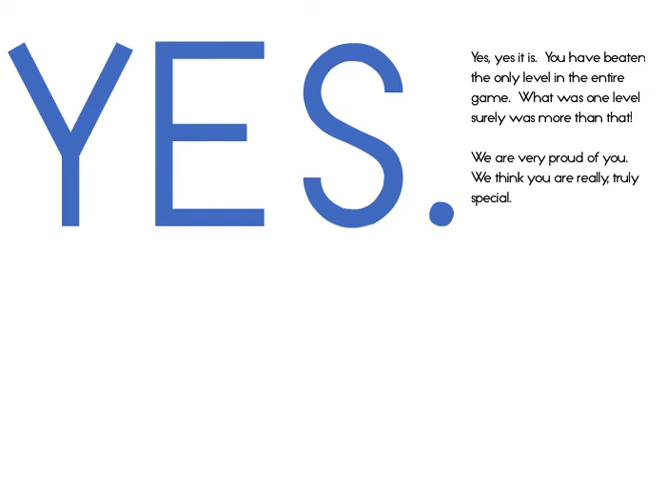 YES.
Yes, yes it is.  You have beaten
the only level in the entire
game.  What was one level
surely was more than that!
We are very proud of you.
We think you are really, truly
special.